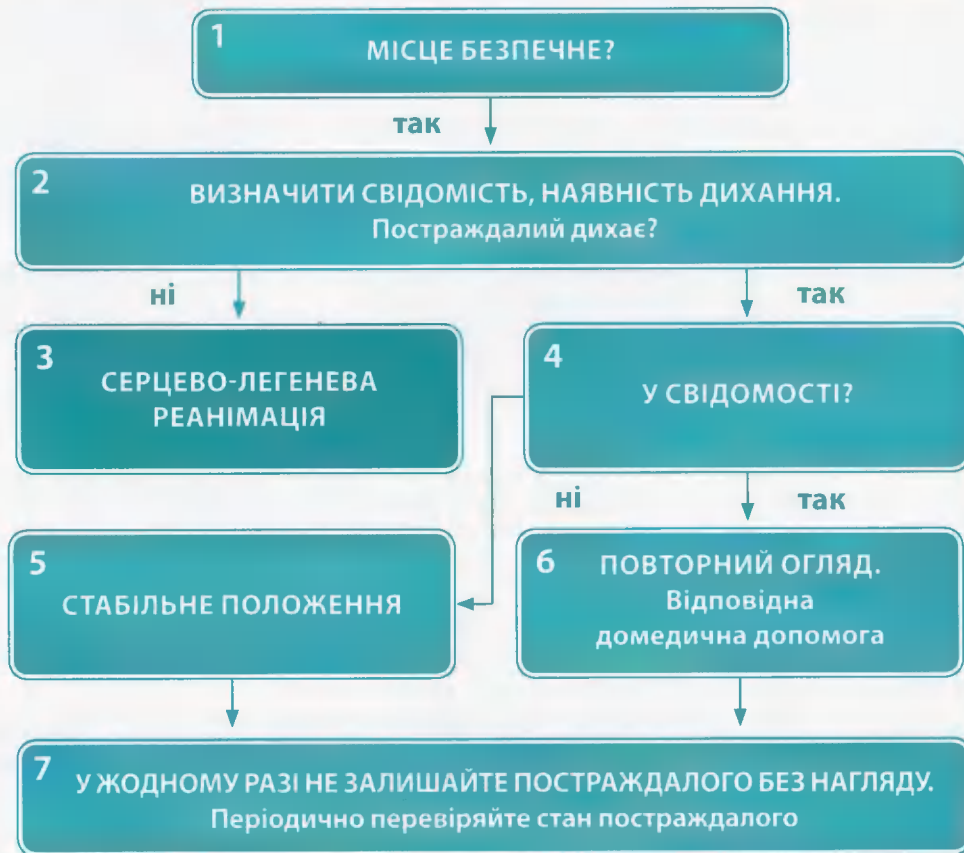 1
МІСЦЕ БЕЗПЕЧНЕ?
так
2
ВИЗНАЧИТИ СВІДОМІСТЬ, НАЯВНІСТЬ ДИХАННЯ.
Постраждалий дихає?
ні
так
3
СЕРЦЕВО-ЛЕГЕНЕВА
РЕАНІМАЦІЯ
4
У СВІДОМОСТІ?
ні
так
5
СТАБІЛЬНЕ ПОЛОЖЕННЯ
6
ПОВТОРНИЙ ОГЛЯД.
Відповідна
домедична допомога
7
У ЖОДНОМУ РАЗІ НЕ ЗАЛИШАЙТЕ ПОСТРАЖДАЛОГО БЕЗ НАГЛЯДУ.
Періодично перевіряйте стан постраждалого